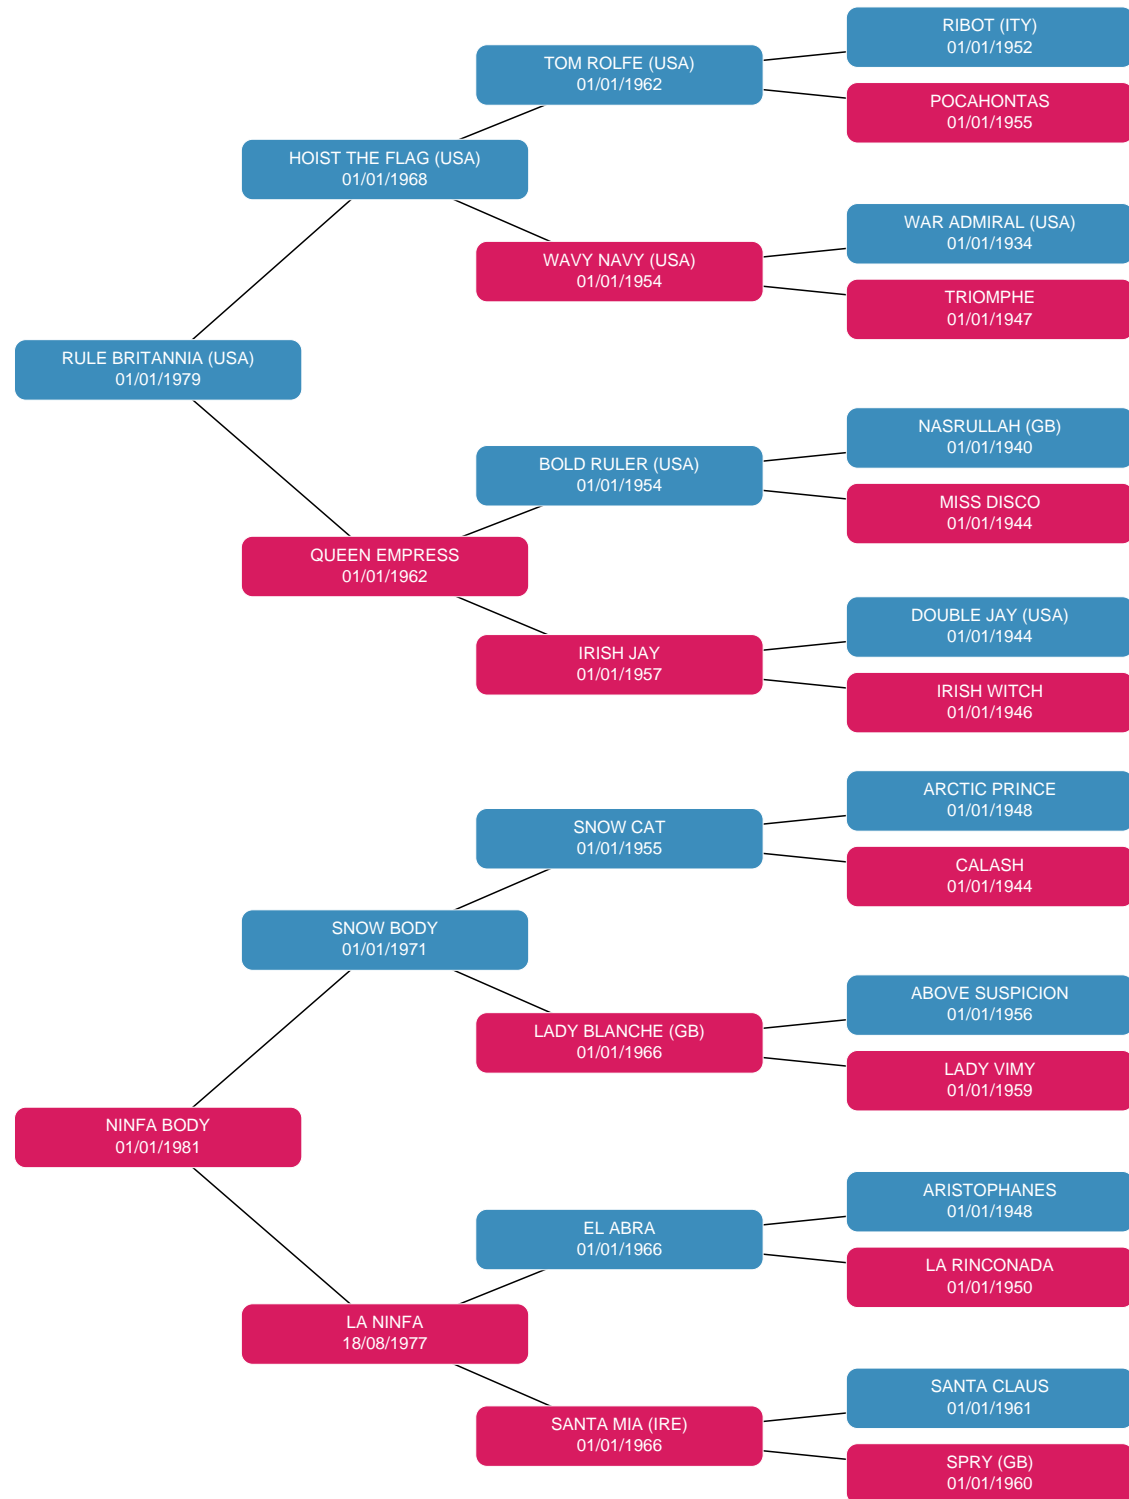 RIBOT (ITY)
01/01/1952
TOM ROLFE (USA)
01/01/1962
POCAHONTAS
01/01/1955
HOIST THE FLAG (USA)
01/01/1968
WAR ADMIRAL (USA)
01/01/1934
WAVY NAVY (USA)
01/01/1954
TRIOMPHE
01/01/1947
RULE BRITANNIA (USA)
01/01/1979
NASRULLAH (GB)
01/01/1940
BOLD RULER (USA)
01/01/1954
MISS DISCO
01/01/1944
QUEEN EMPRESS
01/01/1962
DOUBLE JAY (USA)
01/01/1944
IRISH JAY
01/01/1957
IRISH WITCH
01/01/1946
ARCTIC PRINCE
01/01/1948
SNOW CAT
01/01/1955
CALASH
01/01/1944
SNOW BODY
01/01/1971
ABOVE SUSPICION
01/01/1956
LADY BLANCHE (GB)
01/01/1966
LADY VIMY
01/01/1959
NINFA BODY
01/01/1981
ARISTOPHANES
01/01/1948
EL ABRA
01/01/1966
LA RINCONADA
01/01/1950
LA NINFA
18/08/1977
SANTA CLAUS
01/01/1961
SANTA MIA (IRE)
01/01/1966
SPRY (GB)
01/01/1960